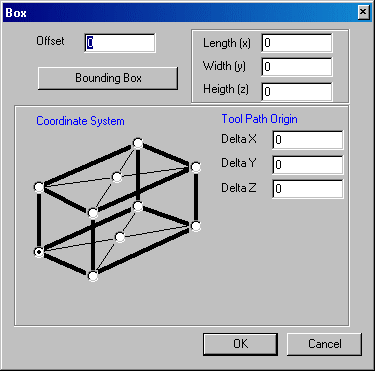 Box
Offset 0
Length (x) 0
Width (y) 0
Heigth (z) 0
Bounding Box
Coordinate System
Tool Path Origin
Delta X 0
Delta Y 0
Delta Z 0
OK Cancel